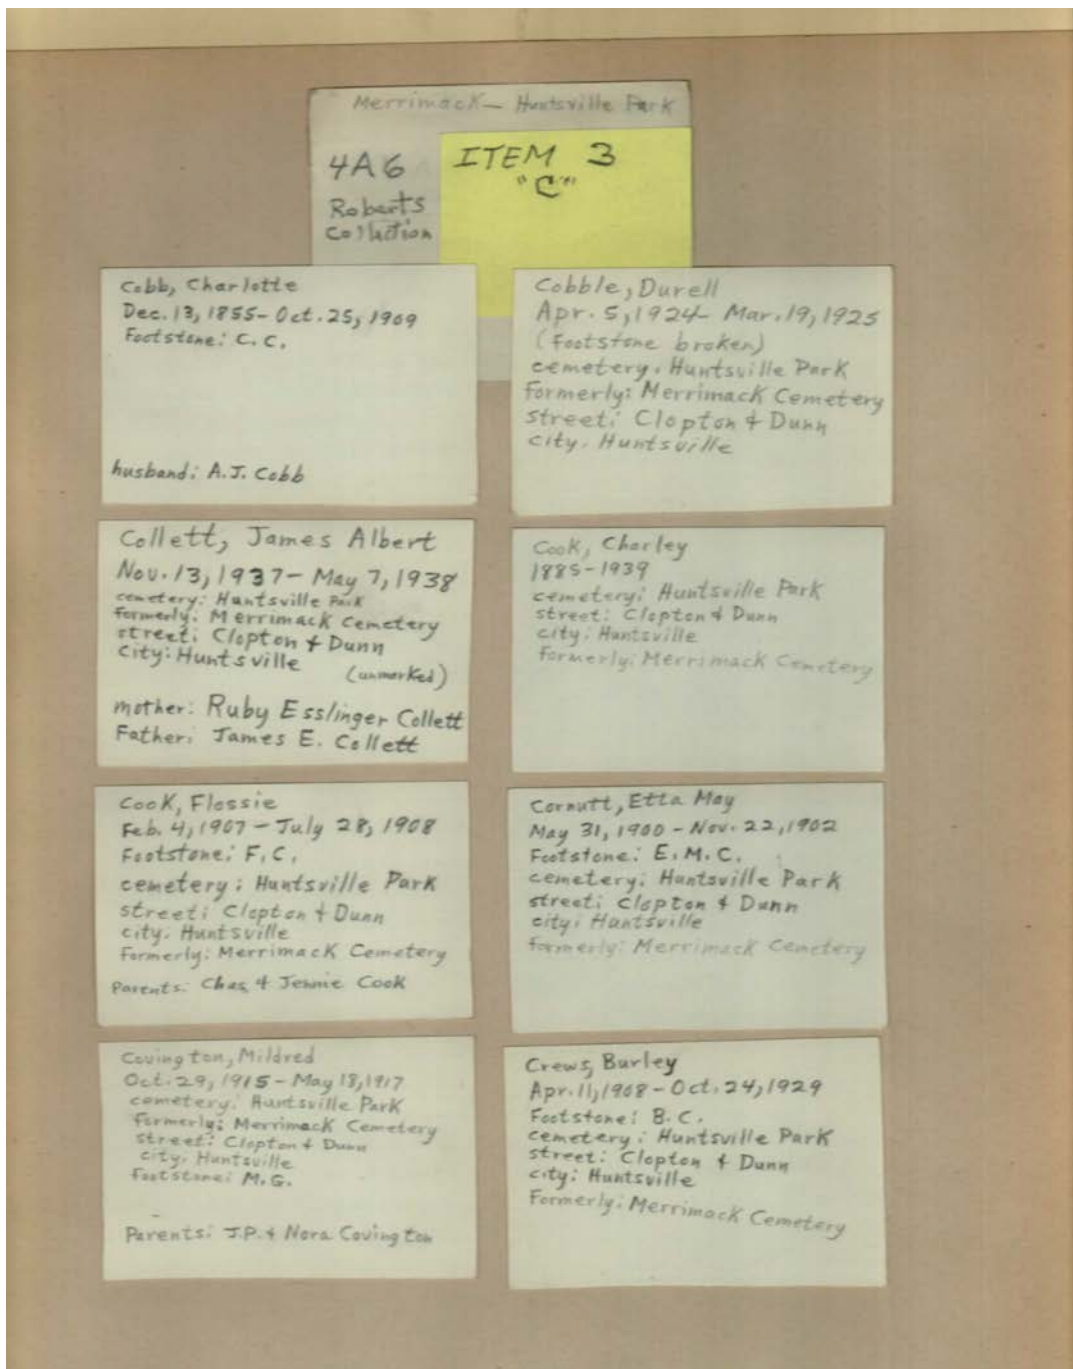 Merrimack - Huntsville Park
4A6
Roberts
Collection
ITEM 3
"C"
Cobb, Charlotte
Dec. 13, 1855 - Oct. 25, 1909
Footstone: C. C.
husband: A.J. Cobb
Cobble, Durell
Apr. 5, 1924 - Mar. 19, 1925
(Footstone broken)
cemetery: Huntsville Park
Formerly: Merrimack Cemetery
street: Clopton & Dunn
city: Huntsville
Collett, James Albert
Nov. 13, 1937 - May 7, 1938
cemetery: Huntsville Park
Formerly: Merrimack Cemetery
street: Clopton & Dunn
City: Huntsville
(unmarked)
mother: Ruby Esslinger Collett
Father: James E. Collett
Cook, Charley
1885-1939
cemetery: Huntsville Park
street: Clopton & Dunn
city: Huntsville
Formerly: Merrimack Cemetery
Cook, Flossie
Feb. 4, 1907 - July 28, 1908
Footstone: F. C.
cemetery: Huntsville Park
street: Clopton & Dunn
city: Huntsville
Formerly: Merrimack Cemetery
Parents: Chas. & Jennie Cook
Cornutt, Etta May
May 31, 1900 - Nov. 22, 1902
Footstone: E. M. C.
cemetery: Huntsville Park
street: Clopton & Dunn
city: Huntsville
Formerly: Merrimack Cemetery
Covington, Mildred
Oct. 29, 1915 - May 18, 1917
cemetery: Huntsville Park
Formerly: Merrimack Cemetery
street: Clopton & Dunn
city: Huntsville
Footstone: M. G.
Parents: J.P. & Nora Covington
Crews, Burley
Apr. 11, 1908 - Oct. 24, 1929
Footstone: B. C.
cemetery: Huntsville Park
street: Clopton & Dunn
city: Huntsville
Formerly: Merrimack Cemetery